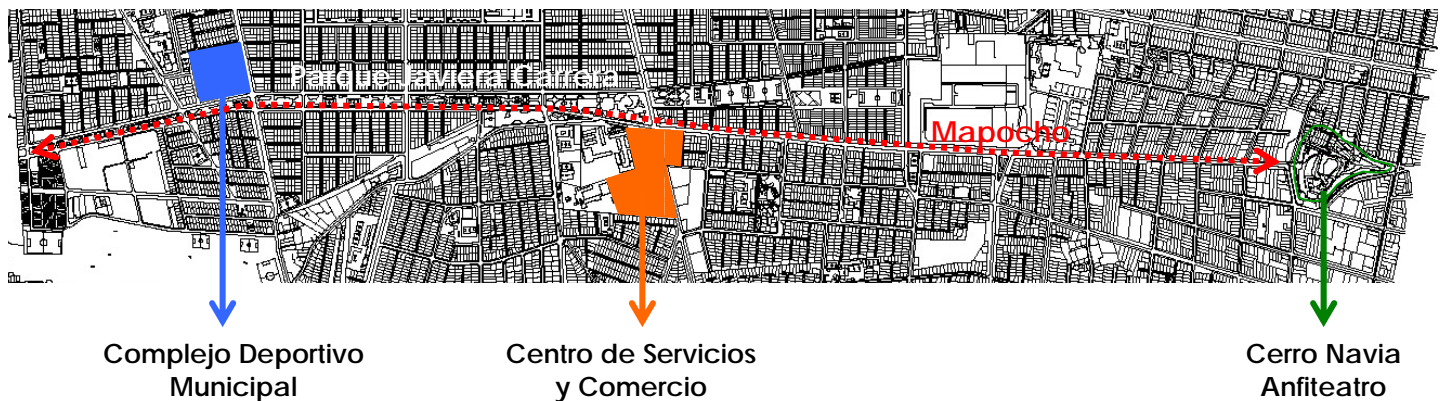 Parque Javiera Carrera
Mapocho
Complejo Deportivo
Municipal
Centro de Servicios
y Comercio
Cerro Navia
Anfiteatro